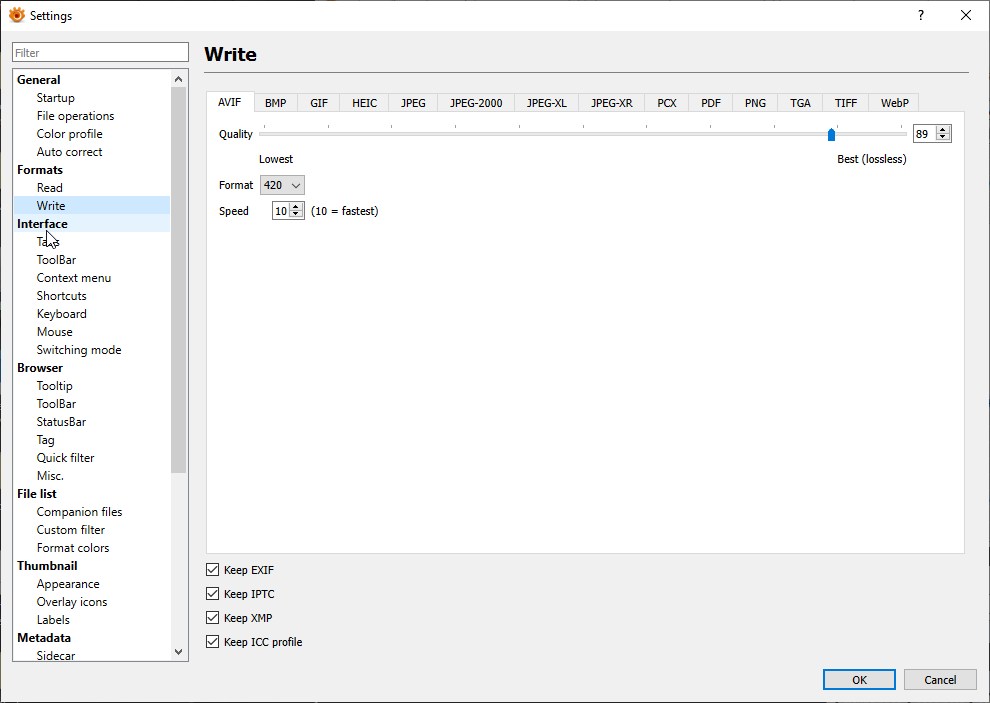 Settings
?
Filter
General
Startup
File operations
Color profile
Auto correct
Formats
Read
Write
Interface
ToolBar
Context menu
Shortcuts
Keyboard
Mouse
Switching mode
Browser
Tooltip
ToolBar
StatusBar
Tag
Quick filter
Misc.
File list
Companion files
Custom filter
Format colors
Thumbnail
Appearance
Overlay icons
Labels
Metadata
Sidecar
Write
AVIF BMP GIF HEIC JPEG JPEG-2000 JPEG-XL JPEG-XR PCX PDF PNG TGA TIFF WebP
Quality 89
Lowest Best (lossless)
Format 420
Speed 10 (10 = fastest)
Keep EXIF
Keep IPTC
Keep XMP
Keep ICC profile
OK Cancel